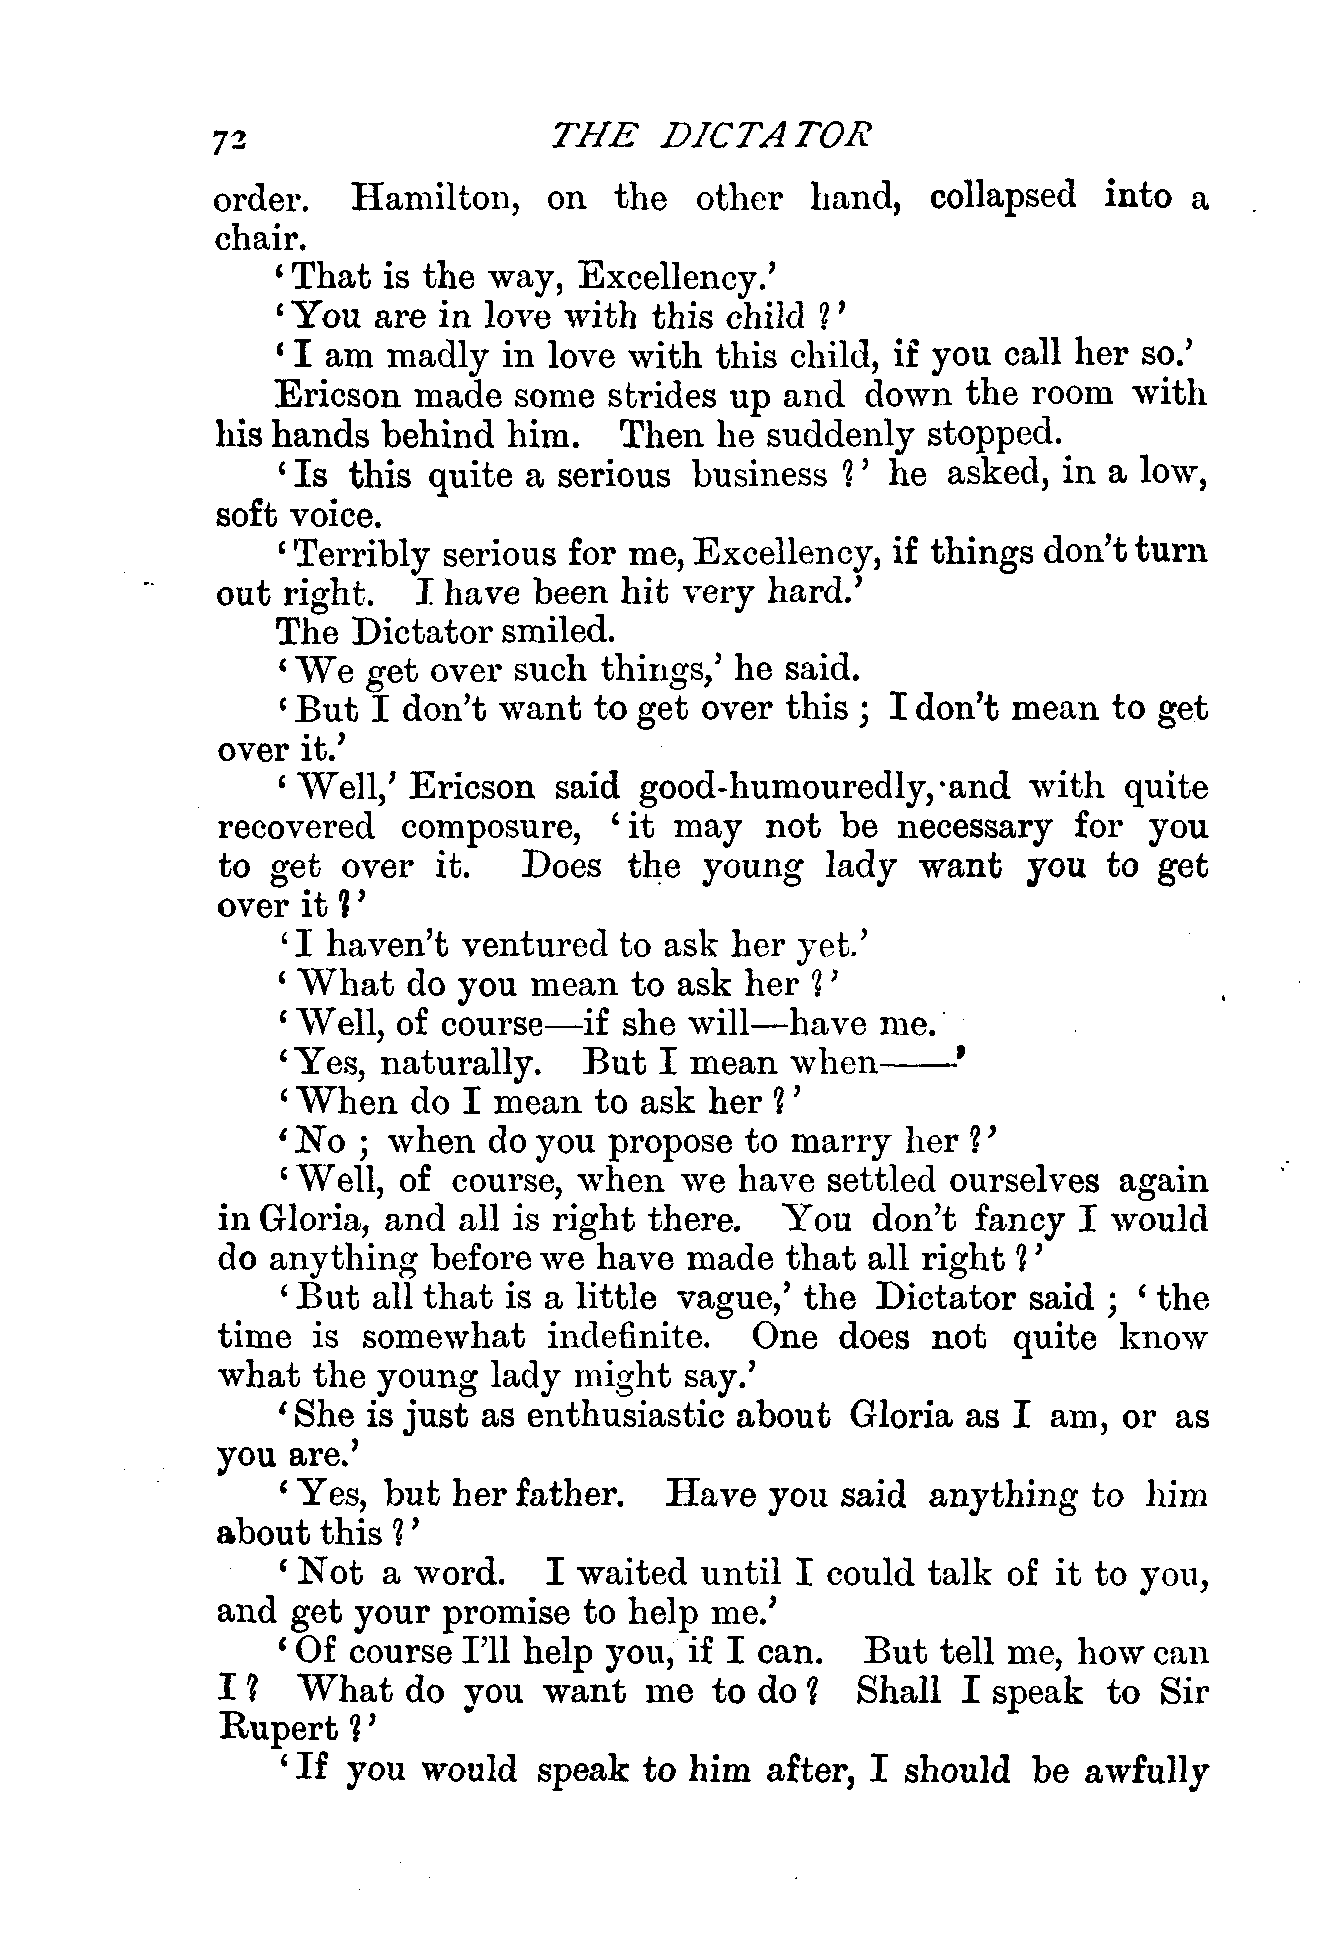 72 THE DICTATOR
order. Hamilton, on the other hand, collapsed into a
chair.
‘That is the way, Excellency.’
‘You are in love with this child?’
‘I am madly in love with this child, if you call her so.’
Ericson made some strides up and down the room with
his hands behind him. Then he suddenly stopped.
‘Is this quite a serious business?’ he asked, in a low,
soft voice.
‘Terribly serious for me, Excellency, if things don’t turn
out right. I have been hit very hard.’
The Dictator smiled.
‘We get over such things,’ he said.
‘But I don’t want to get over this; I don’t mean to get
over it.’
‘Well,’ Ericson said good-humouredly, and with quite
recovered composure, ‘it may not be necessary for you
to get over it. Does the young lady want you to get
over it?’
‘I haven’t ventured to ask her yet.’
‘What do you mean to ask her?’
‘Well, of course—if she will—have me.’
‘Yes, naturally. But I mean when——’
‘When do I mean to ask her?’
‘No; when do you propose to marry her?’
‘Well, of course, when we have settled ourselves again
in Gloria, and all is right there. You don’t fancy I would
do anything before we have made that all right?’
‘But all that is a little vague,’ the Dictator said; ‘the
time is somewhat indefinite. One does not quite know
what the young lady might say.’
‘She is just as enthusiastic about Gloria as I am, or as
you are.’
‘Yes, but her father. Have you said anything to him
about this?’
‘Not a word. I waited until I could talk of it to you,
and get your promise to help me.’
‘Of course I’ll help you, if I can. But tell me, how can
I? What do you want me to do? Shall I speak to Sir
Rupert?’
‘If you would speak to him after, I should be awfully